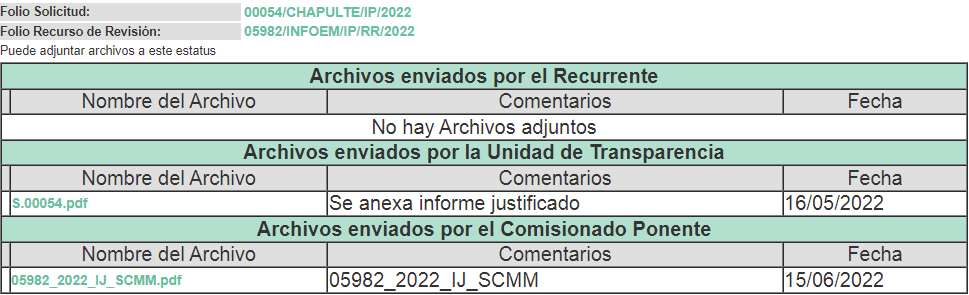 Folio Solicitud: 00054/CHAPULTE/IP/2022
Folio Recurso de Revisión: 05982/INFOEM/IP/RR/2022
Puede adjuntar archivos a este estatus
Archivos enviados por el Recurrente
Nombre del Archivo Comentarios Fecha
No hay Archivos adjuntos
Archivos enviados por la Unidad de Transparencia
Nombre del Archivo Comentarios Fecha
S.00054.pdf Se anexa informe justificado 16/05/2022
Archivos enviados por el Comisionado Ponente
Nombre del Archivo Comentarios Fecha
05982_2022_IJ_SCMM.pdf 05982_2022_IJ_SCMM 15/06/2022